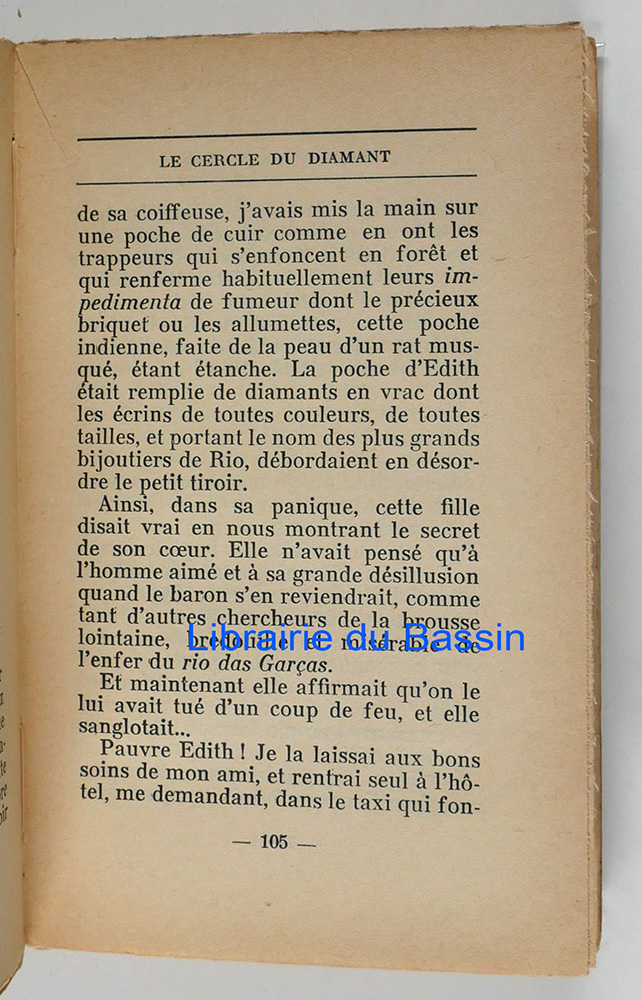 LE CERCLE DU DIAMANT
de sa coiffeuse, j'avais mis la main sur
une poche de cuir comme en ont les
trappeurs qui s'enfoncent en forêt et
qui renferme habituellement leurs im-
pedimenta de fumeur dont le précieux
briquet ou les allumettes, cette poche
indienne, faite de la peau d'un rat mus-
qué, étant étanche. La poche d'Edith
était remplie de diamants en vrac dont
les écrins de toutes couleurs, de toutes
tailles, et portant le nom des plus grands
bijoutiers de Rio, débordaient en désor-
dre le petit tiroir.
Ainsi, dans sa panique, cette fille
disait vrai en nous montrant le secret
de son cœur. Elle n'avait pensé qu'à
l'homme aimé et à sa grande désillusion
quand le baron s'en reviendrait, comme
tant d'autres chercheurs de la brousse
lointaine, bredouille et misérable de
l'enfer du rio das Garças.
Et maintenant elle affirmait qu'on le
lui avait tué d'un coup de feu, et elle
sanglotait...
Pauvre Edith ! Je la laissai aux bons
soins de mon ami, et rentrai seul à l'hô-
tel, me demandant, dans le taxi qui fon-
— 105 —
Librairie du Bassin